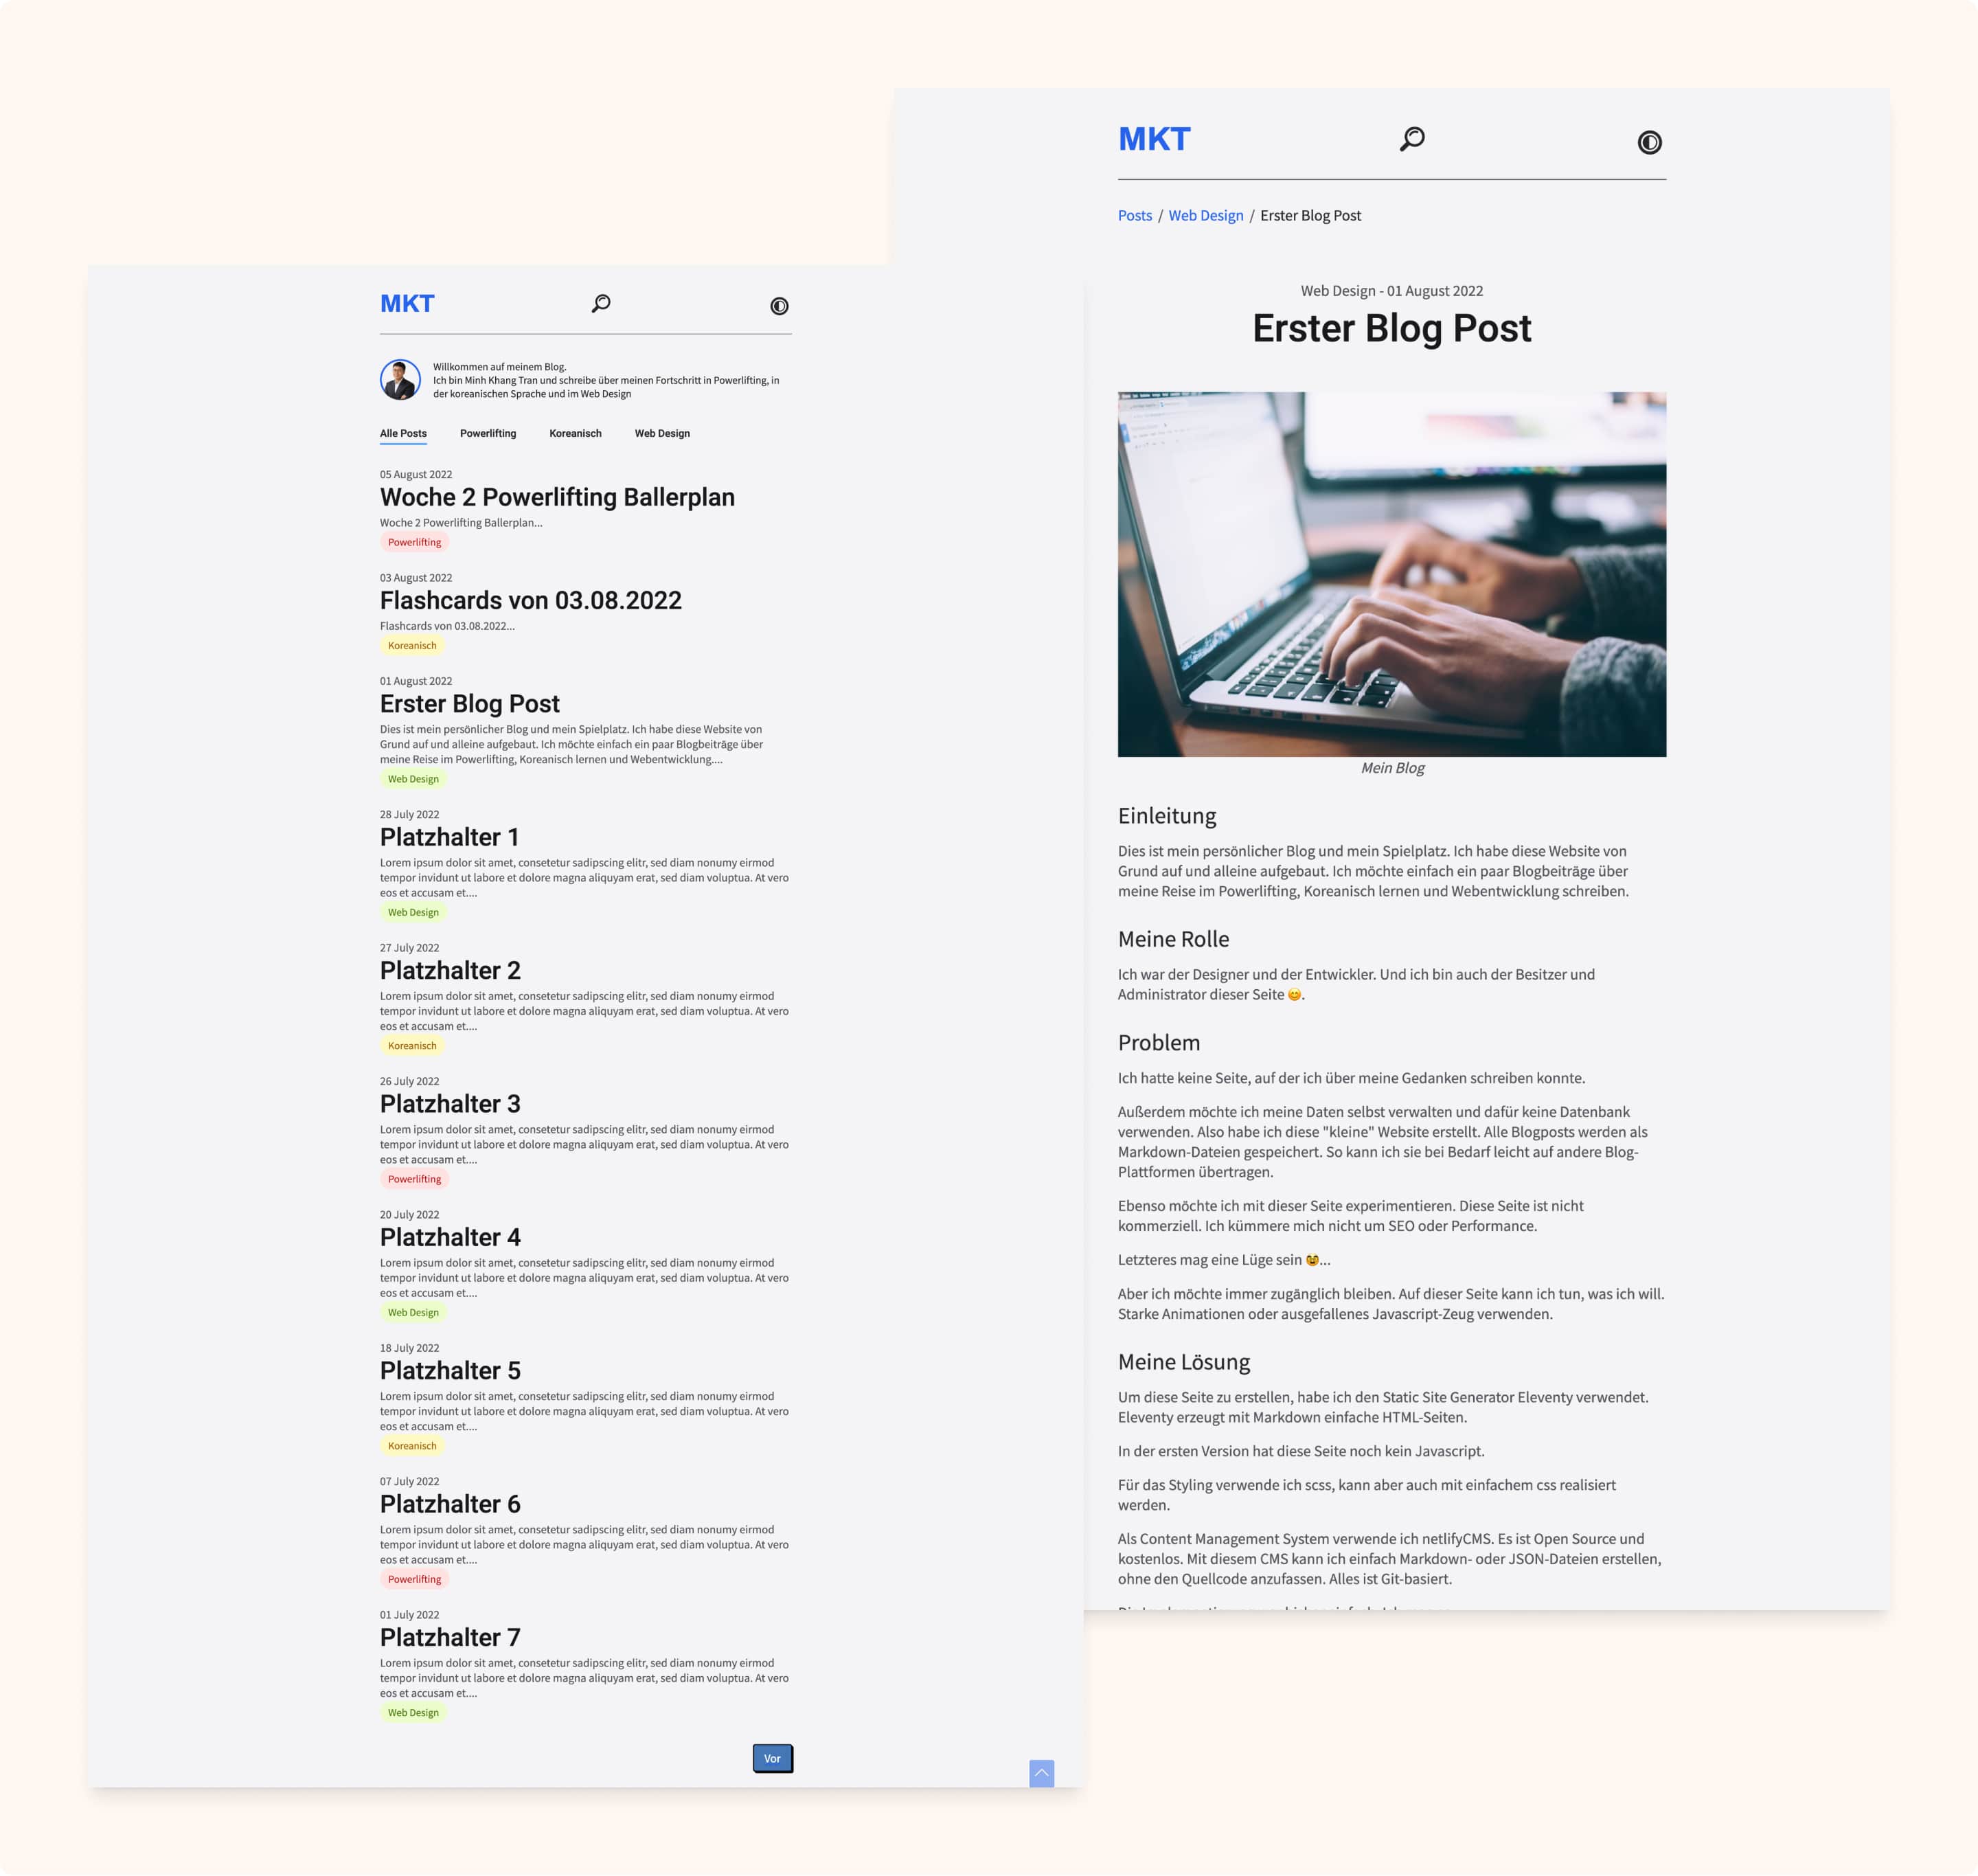 MKT
Willkommen auf meinem Blog.
Ich bin Minh Khang Tran und schreibe über meinen Fortschritt in Powerlifting, in
der koreanischen Sprache und im Web Design
Alle Posts Powerlifting Koreanisch Web Design
05 August 2022
Woche 2 Powerlifting Ballerplan
Woche 2 Powerlifting Ballerplan...
Powerlifting
03 August 2022
Flashcards von 03.08.2022
Flashcards von 03.08.2022...
Koreanisch
01 August 2022
Erster Blog Post
Dies ist mein persönlicher Blog und mein Spielplatz. Ich habe diese Website von
Grund auf und alleine aufgebaut. Ich möchte einfach ein paar Blogbeiträge über
meine Reise im Powerlifting, Koreanisch lernen und Webentwicklung....
Web Design
28 July 2022
Platzhalter 1
Lorem ipsum dolor sit amet, consetetur sadipscing elitr, sed diam nonumy eirmod
tempor invidunt ut labore et dolore magna aliquyam erat, sed diam voluptua. At vero
eos et accusam et....
Web Design
27 July 2022
Platzhalter 2
Lorem ipsum dolor sit amet, consetetur sadipscing elitr, sed diam nonumy eirmod
tempor invidunt ut labore et dolore magna aliquyam erat, sed diam voluptua. At vero
eos et accusam et....
Koreanisch
26 July 2022
Platzhalter 3
Lorem ipsum dolor sit amet, consetetur sadipscing elitr, sed diam nonumy eirmod
tempor invidunt ut labore et dolore magna aliquyam erat, sed diam voluptua. At vero
eos et accusam et....
Powerlifting
20 July 2022
Platzhalter 4
Lorem ipsum dolor sit amet, consetetur sadipscing elitr, sed diam nonumy eirmod
tempor invidunt ut labore et dolore magna aliquyam erat, sed diam voluptua. At vero
eos et accusam et....
Web Design
18 July 2022
Platzhalter 5
Lorem ipsum dolor sit amet, consetetur sadipscing elitr, sed diam nonumy eirmod
tempor invidunt ut labore et dolore magna aliquyam erat, sed diam voluptua. At vero
eos et accusam et....
Koreanisch
07 July 2022
Platzhalter 6
Lorem ipsum dolor sit amet, consetetur sadipscing elitr, sed diam nonumy eirmod
tempor invidunt ut labore et dolore magna aliquyam erat, sed diam voluptua. At vero
eos et accusam et....
Powerlifting
01 July 2022
Platzhalter 7
Lorem ipsum dolor sit amet, consetetur sadipscing elitr, sed diam nonumy eirmod
tempor invidunt ut labore et dolore magna aliquyam erat, sed diam voluptua. At vero
eos et accusam et....
Web Design
Vor
MKT
Posts / Web Design / Erster Blog Post
Web Design - 01 August 2022
Erster Blog Post
Mein Blog
Einleitung
Dies ist mein persönlicher Blog und mein Spielplatz. Ich habe diese Website von
Grund auf und alleine aufgebaut. Ich möchte einfach ein paar Blogbeiträge über
meine Reise im Powerlifting, Koreanisch lernen und Webentwicklung schreiben.
Meine Rolle
Ich war der Designer und der Entwickler. Und ich bin auch der Besitzer und
Administrator dieser Seite 😊.
Problem
Ich hatte keine Seite, auf der ich über meine Gedanken schreiben konnte.
Außerdem möchte ich meine Daten selbst verwalten und dafür keine Datenbank
verwenden. Also habe ich diese "kleine" Website erstellt. Alle Blogposts werden als
Markdown-Dateien gespeichert. So kann ich sie bei Bedarf leicht auf andere Blog-
Plattformen übertragen.
Ebenso möchte ich mit dieser Seite experimentieren. Diese Seite ist nicht
kommerziell. Ich kümmere mich nicht um SEO oder Performance.
Letzteres mag eine Lüge sein ...
Aber ich möchte immer zugänglich bleiben. Auf dieser Seite kann ich tun, was ich will.
Starke Animationen oder ausgefallenes Javascript-Zeug verwenden.
Meine Lösung
Um diese Seite zu erstellen, habe ich den Static Site Generator Eleventy verwendet.
Eleventy erzeugt mit Markdown einfache HTML-Seiten.
In der ersten Version hat diese Seite noch kein Javascript.
Für das Styling verwende ich scss, kann aber auch mit einfachem css realisiert
werden.
Als Content Management System verwende ich netlifyCMS. Es ist Open Source und
kostenlos. Mit diesem CMS kann ich einfach Markdown- oder JSON-Dateien erstellen,
ohne den Quellcode anzufassen. Alles ist Git-basiert.